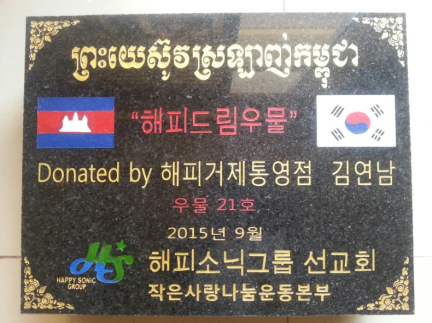 ព្រះយេស៊ូវស្រឡាញ់កម្ពុជា
“해피드림우물”
Donated by 해피거제통영점 김연남
우물 21호
2015년 9월
HAPPY SONIC
GROUP
해피소닉그룹 선교회
작은사랑나눔운동본부